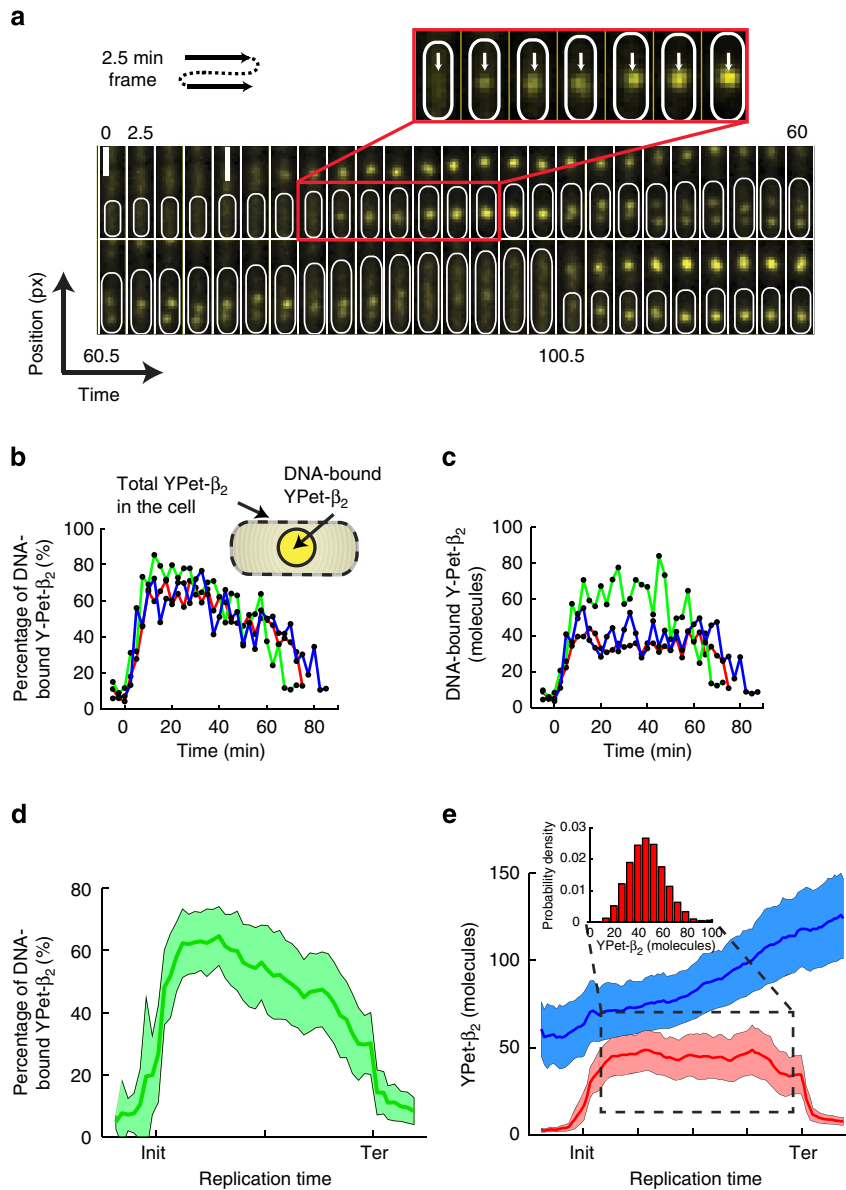 a
2.5 min
frame
0 2.5 60
Position (px)
60.5 100.5
Time
b
Total YPet-β2
in the cell
DNA-bound
YPet-β2
Percentage of DNA-
bound Y-Pet-β2 (%)
100
80
60
40
20
0
0 20 40 60 80
Time (min)
c
DNA-bound Y-Pet-β2
(molecules)
100
80
60
40
20
0
0 20 40 60 80
Time (min)
d
Percentage of DNA-
bound YPet-β2 (%)
80
60
40
20
0
Init Ter
Replication time
e
Probability density
0.03
0.02
0.01
0
0 20 40 60 80 100
YPet-β2 (molecules)
YPet-β2 (molecules)
150
100
50
0
Init Ter
Replication time